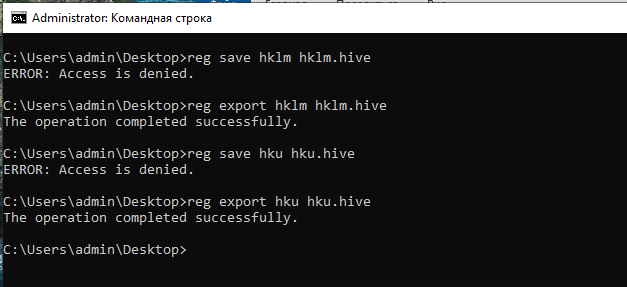 Administrator: Командная строка
C:\Users\admin\Desktop>reg save hklm hklm.hive
ERROR: Access is denied.
C:\Users\admin\Desktop>reg export hklm hklm.hive
The operation completed successfully.
C:\Users\admin\Desktop>reg save hku hku.hive
ERROR: Access is denied.
C:\Users\admin\Desktop>reg export hku hku.hive
The operation completed successfully.
C:\Users\admin\Desktop>